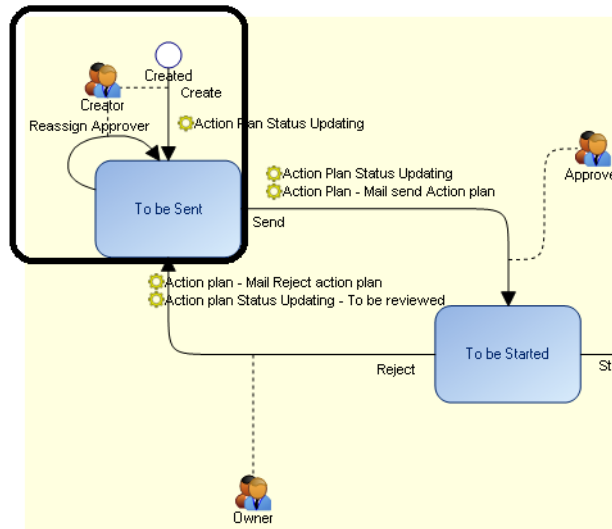 Created
Creator
Create
Reassign Approver
Action Plan Status Updating
To be Sent
Action Plan Status Updating
Action Plan - Mail send Action plan
Send
Approve
Action plan - Mail Reject action plan
Action plan Status Updating - To be reviewed
To be Started
Reject
St
Owner